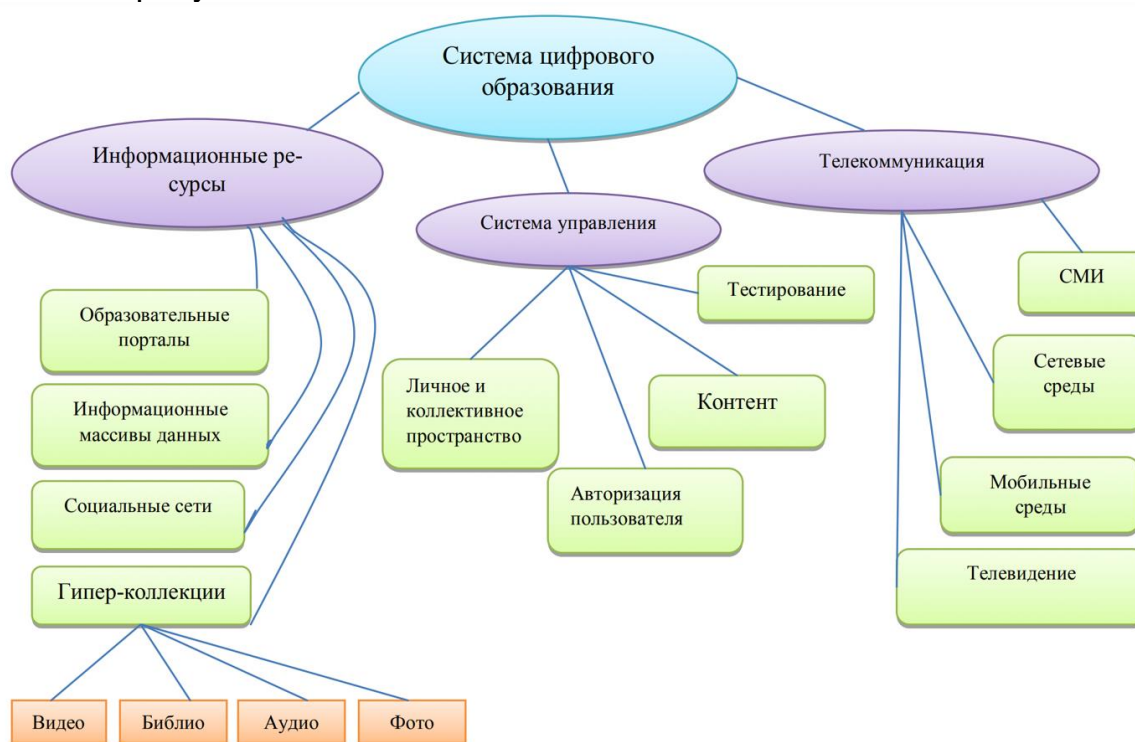 Система цифрового
образования
Информационные ре-
сурсы
Телекоммуникация
Система управления
Тестирование
СМИ
Образовательные
порталы
Сетевые
среды
Личное и
коллективное
пространство
Контент
Информационные
массивы данных
Мобильные
среды
Авторизация
пользователя
Социальные сети
Телевидение
Гипер-коллекции
Видео
Библио
Аудио
Фото